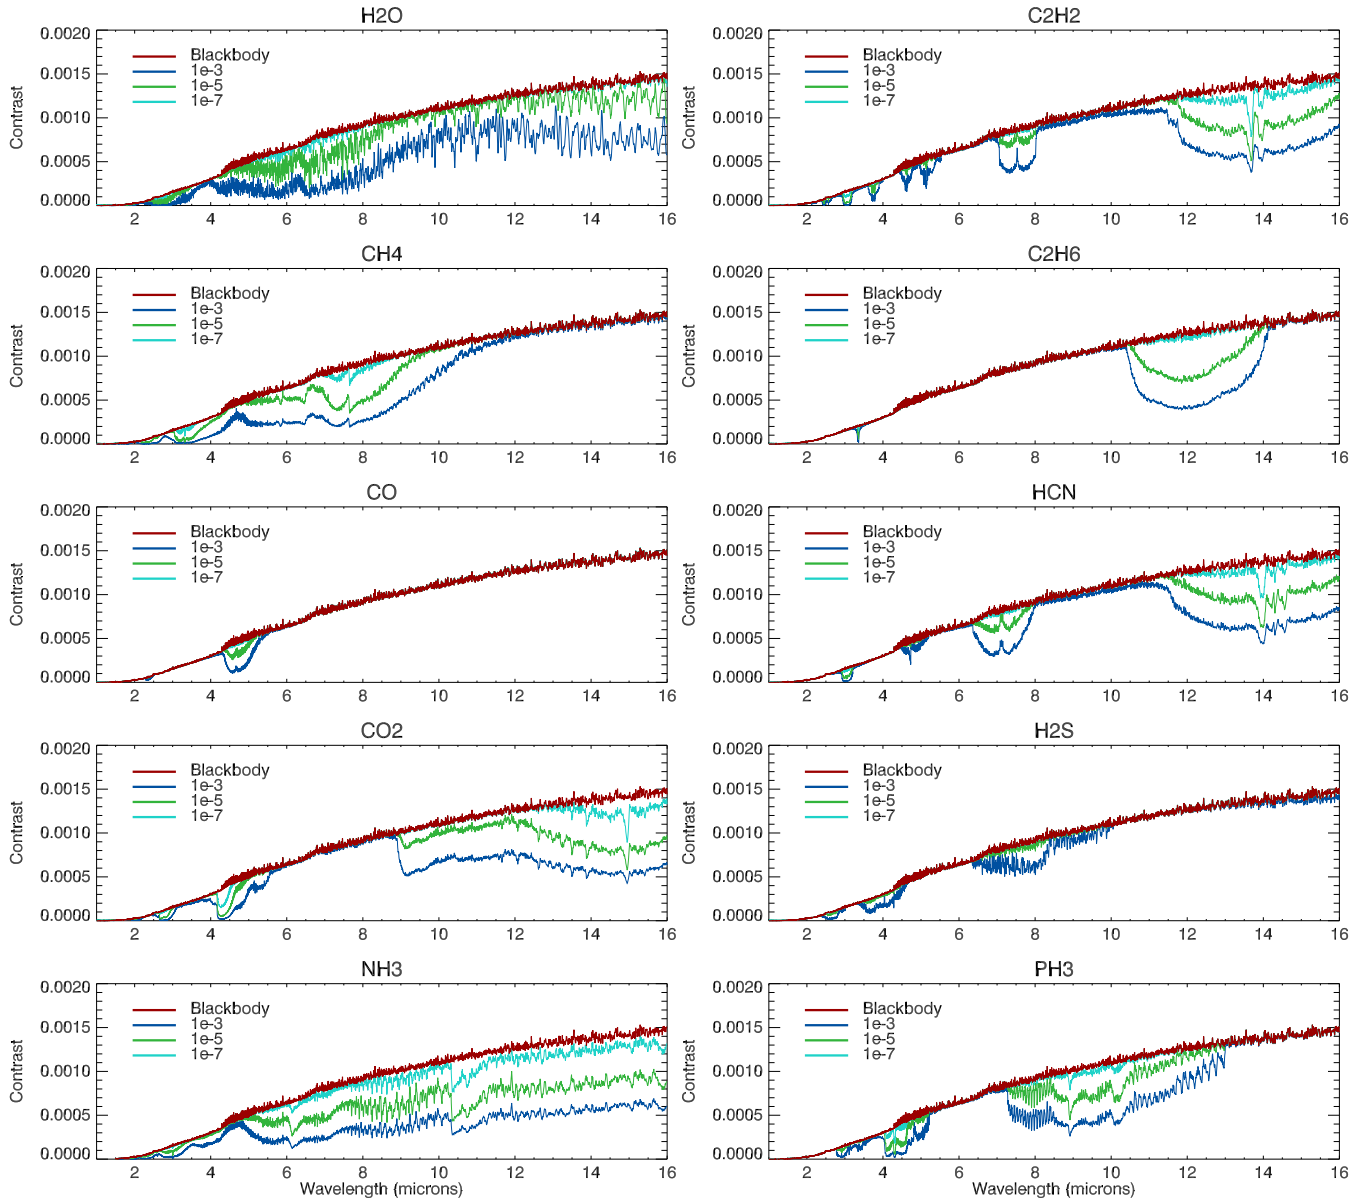 H2O
0.0020
0.0015
0.0010
0.0005
0.0000
Contrast
Blackbody
1e-3
1e-5
1e-7
2 4 6 8 10 12 14 16
C2H2
0.0020
0.0015
0.0010
0.0005
0.0000
Contrast
Blackbody
1e-3
1e-5
1e-7
2 4 6 8 10 12 14 16
CH4
0.0020
0.0015
0.0010
0.0005
0.0000
Contrast
Blackbody
1e-3
1e-5
1e-7
2 4 6 8 10 12 14 16
C2H6
0.0020
0.0015
0.0010
0.0005
0.0000
Contrast
Blackbody
1e-3
1e-5
1e-7
2 4 6 8 10 12 14 16
CO
0.0020
0.0015
0.0010
0.0005
0.0000
Contrast
Blackbody
1e-3
1e-5
1e-7
2 4 6 8 10 12 14 16
HCN
0.0020
0.0015
0.0010
0.0005
0.0000
Contrast
Blackbody
1e-3
1e-5
1e-7
2 4 6 8 10 12 14 16
CO2
0.0020
0.0015
0.0010
0.0005
0.0000
Contrast
Blackbody
1e-3
1e-5
1e-7
2 4 6 8 10 12 14 16
H2S
0.0020
0.0015
0.0010
0.0005
0.0000
Contrast
Blackbody
1e-3
1e-5
1e-7
2 4 6 8 10 12 14 16
NH3
0.0020
0.0015
0.0010
0.0005
0.0000
Contrast
Blackbody
1e-3
1e-5
1e-7
2 4 6 8 10 12 14 16
Wavelength (microns)
PH3
0.0020
0.0015
0.0010
0.0005
0.0000
Contrast
Blackbody
1e-3
1e-5
1e-7
2 4 6 8 10 12 14 16
Wavelength (microns)